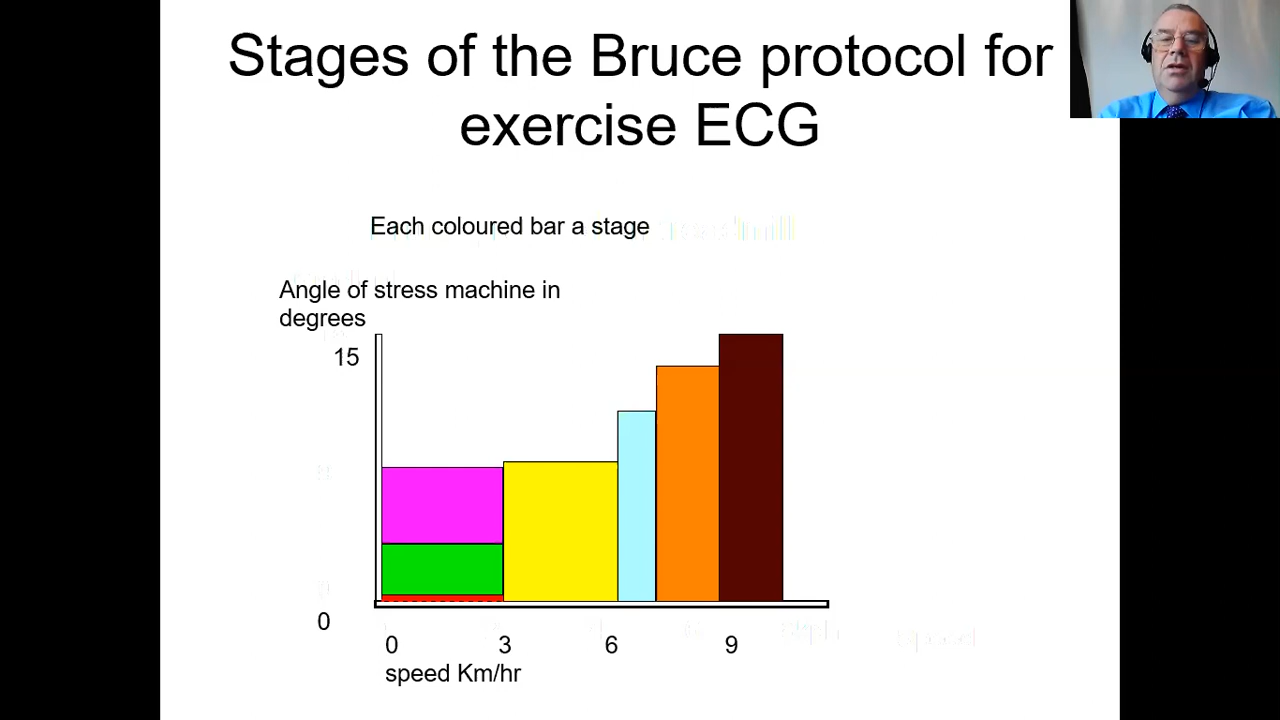 Stages of the Bruce protocol for
exercise ECG
Each coloured bar a stage
Angle of stress machine in
degrees
15
0
0 3 6 9
speed Km/hr